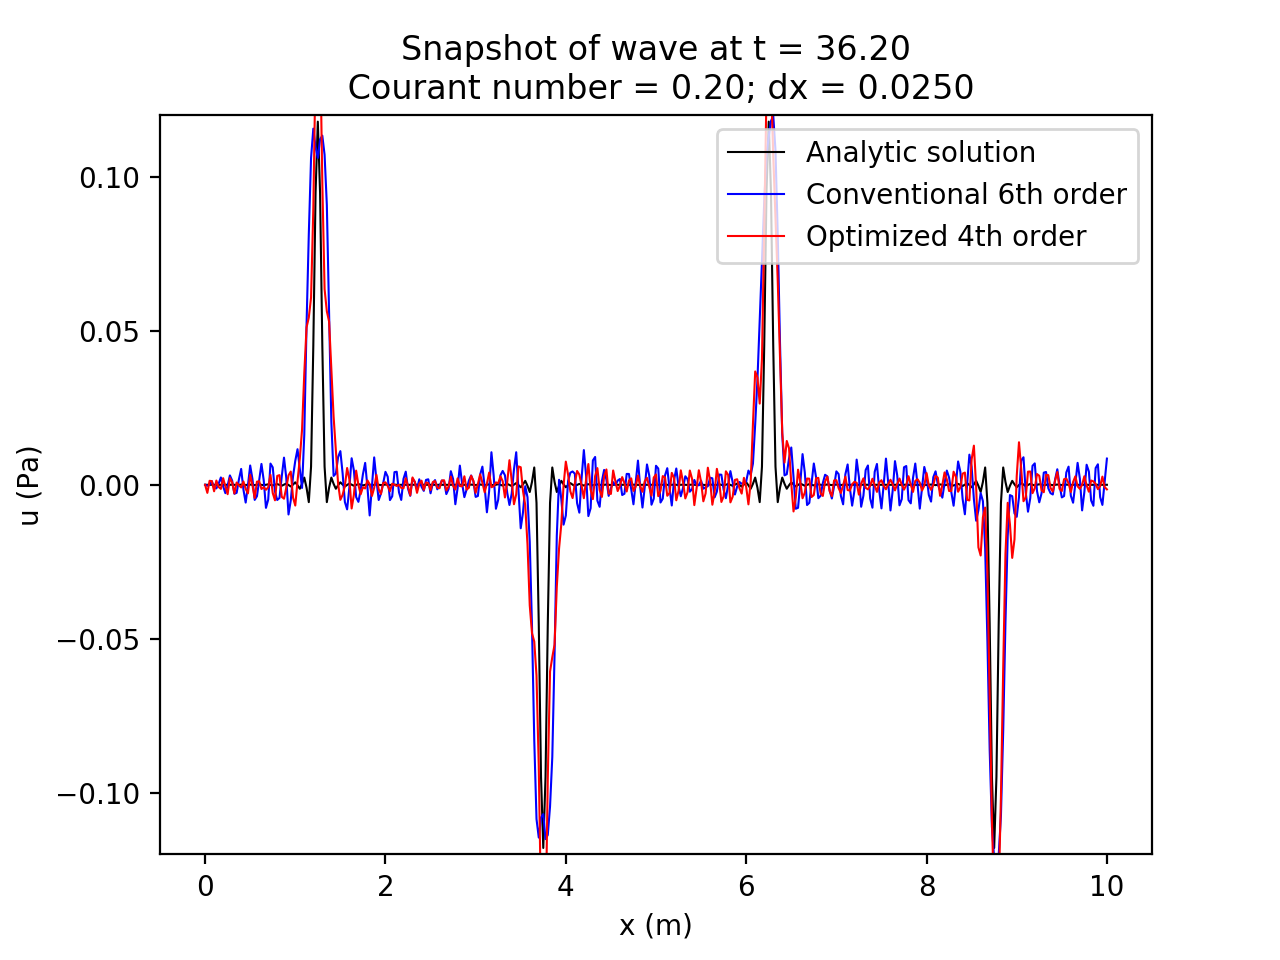 Snapshot of wave at t = 36.20
Courant number = 0.20; dx = 0.0250
Analytic solution
Conventional 6th order
Optimized 4th order
0.10
0.05
0.00
−0.05
−0.10
u (Pa)
0 2 4 6 8 10
x (m)